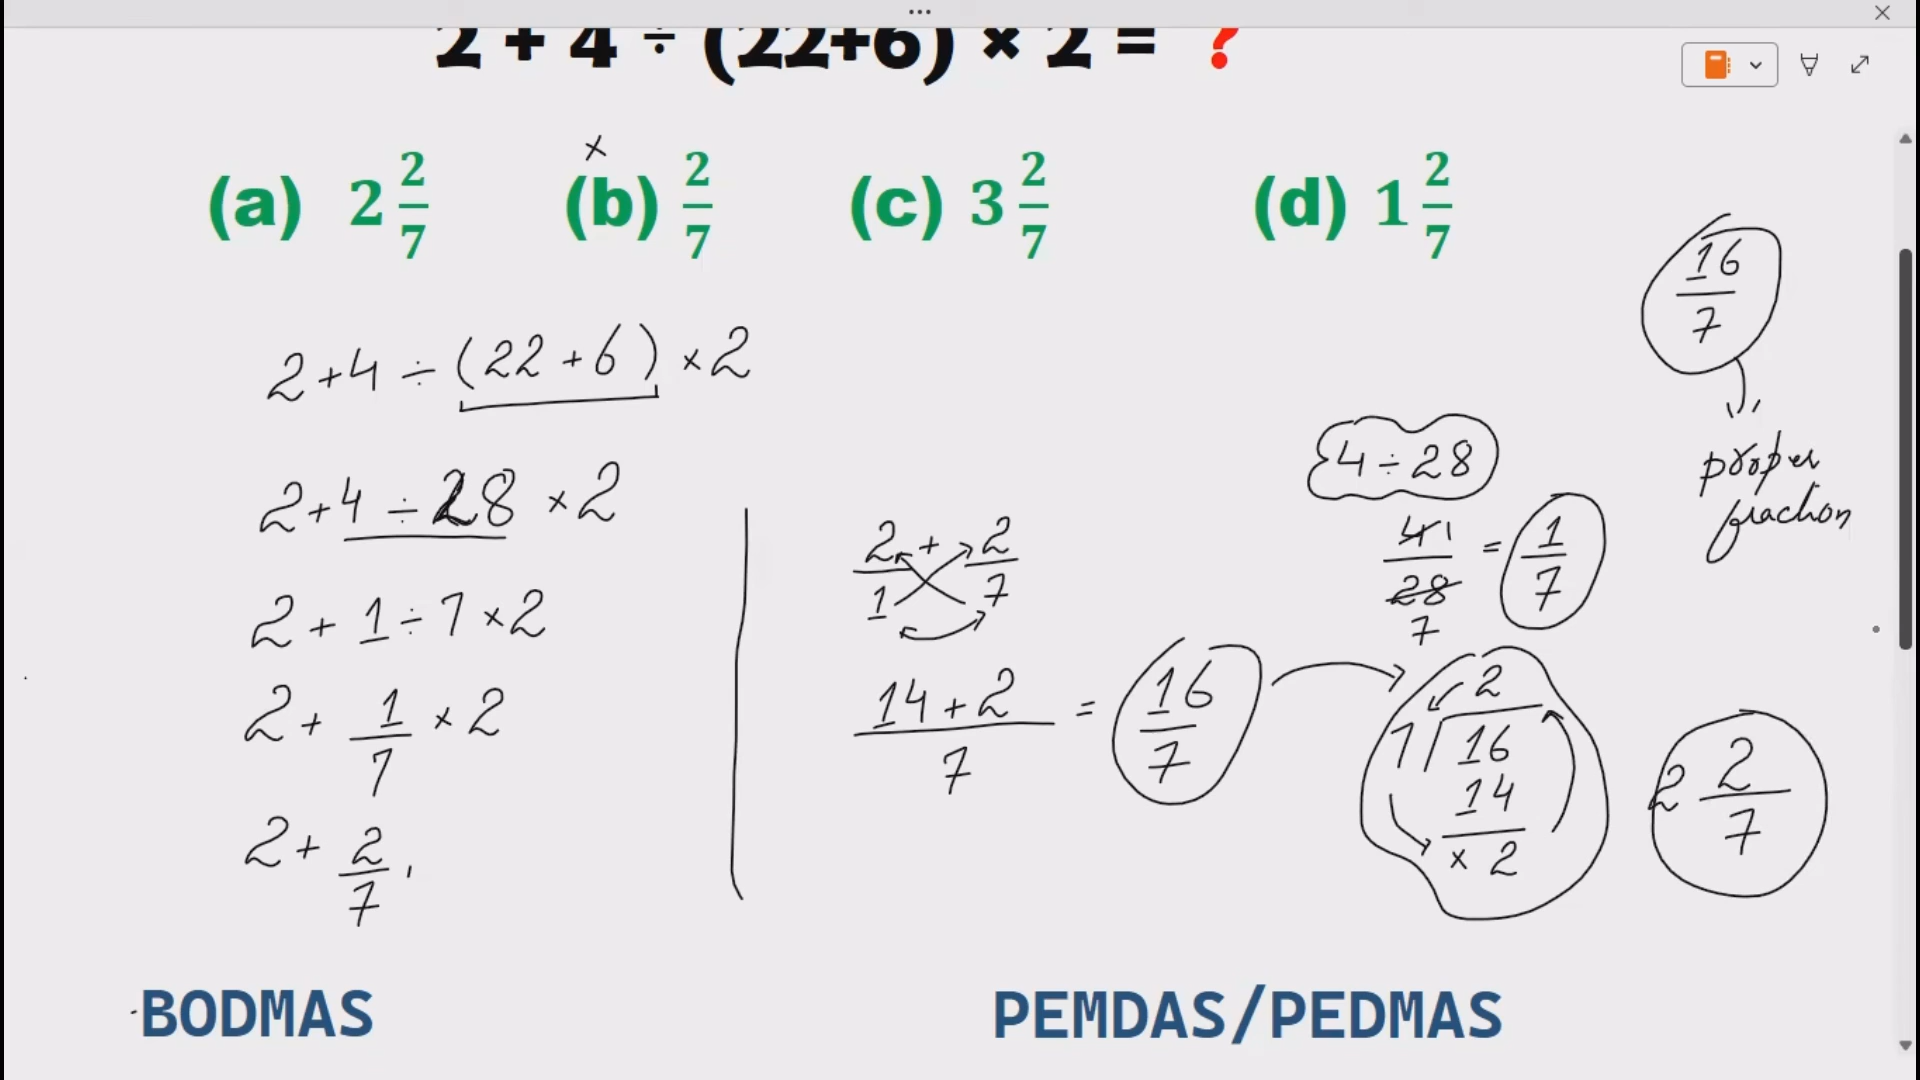 2 + 4 ÷ (22+6) × 2 = ?
×
(a) 2 2/7 (b) 2/7 (c) 3 2/7 (d) 1 2/7
2+4 ÷ (22+6) ×2
2+4 ÷ 28 ×2
2 + 1÷7 ×2
2 + 1/7 × 2
2+ 2/7
2/1 + 2/7
14+2/7 = 16/7
4÷28
4 1/28 7 = 1/7
2
7 16
14
× 2
2 2/7
16/7
proper
fraction
BODMAS
PEMDAS/PEDMAS